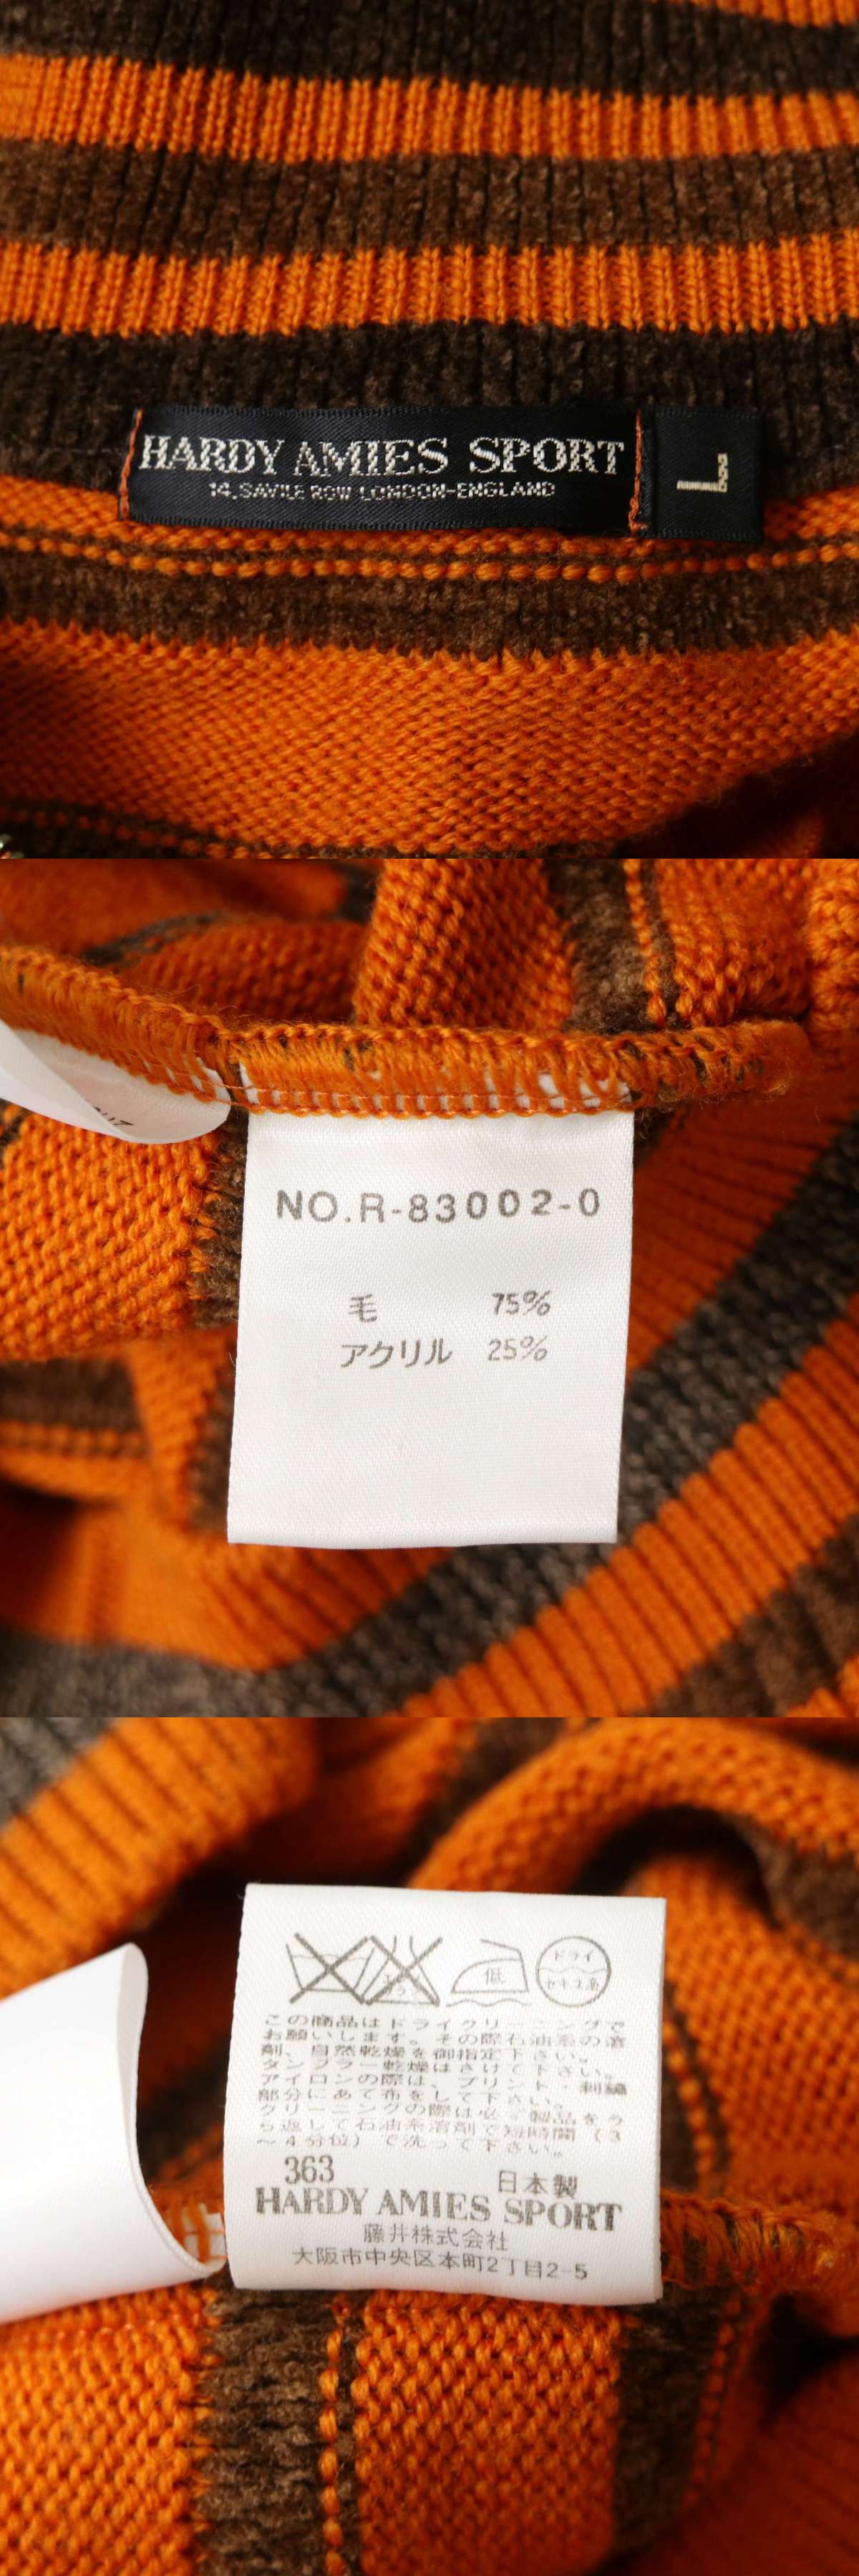 HARDY AMIES SPORT
14.SAVILE ROW LONDON-ENGLAND
L
NO.R-83002-0
毛 75%
アクリル 25%
低
ドライ
セキユ系
この商品はドライクリーニングで
お願いします。その際石油系の溶
剤、自然乾燥を御指定下さい。
タンブラー乾燥はさけて下さい。
アイロンの際は、プリント・刺繍
部分にあて布をして下さい。
クリーニングの際は必ず製品をう
ら返して石油系溶剤で短時間(3
〜4分位)で洗って下さい。
363 日本製
HARDY AMIES SPORT
藤井株式会社
大阪市中央区本町2丁目2-5